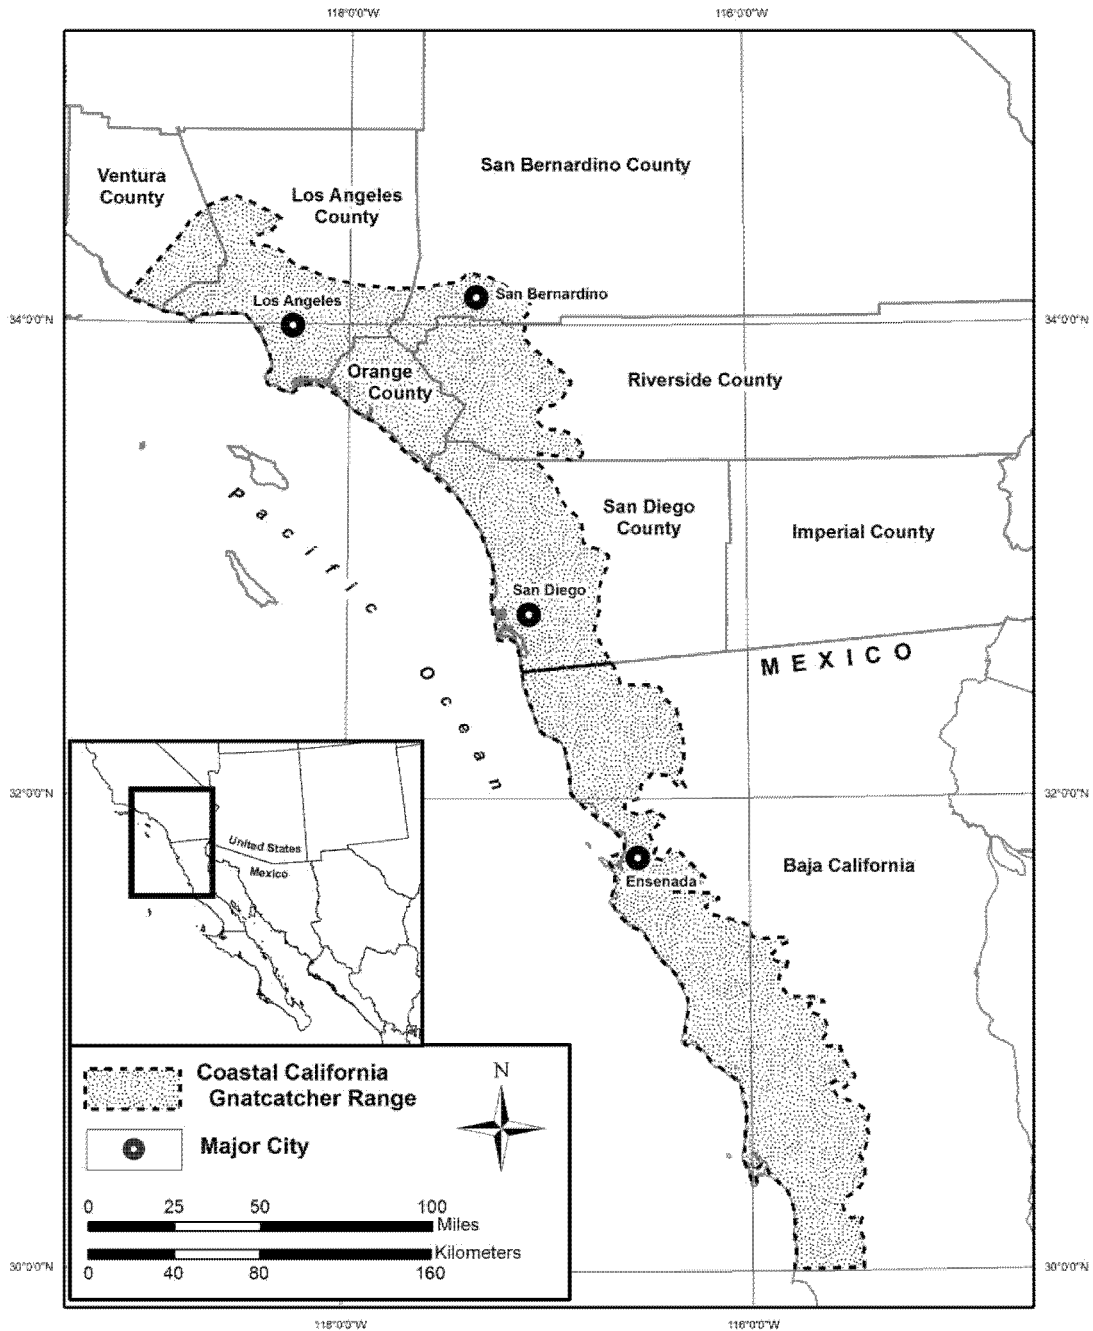 118°0'0"W
116°0'0"W
San Bernardino County
Ventura
County
Los Angeles
County
Los Angeles
San Bernardino
34°0'0"N
34°0'0"N
Orange
County
Riverside County
Pacific
San Diego
County
Imperial County
San Diego
MEXICO
Ocean
32°0'0"N
32°0'0"N
United States
Mexico
Ensenada
Baja California
Coastal California
Gnatcatcher Range
N
Major City
0 25 50 100
Miles
Kilometers
0 40 80 160
30°0'0"N
30°0'0"N
118°0'0"W
116°0'0"W